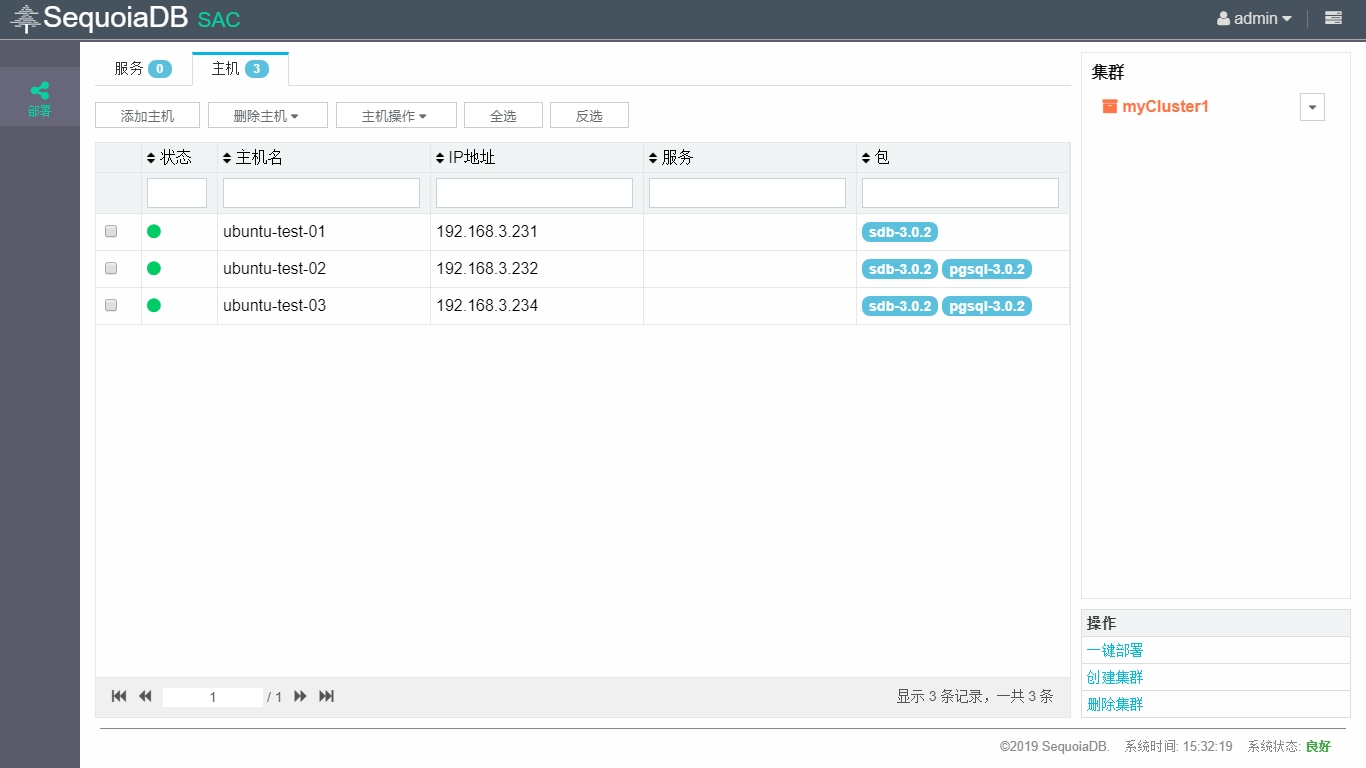 SequoiaDB SAC
admin
部署
服务 0
主机 3
添加主机 删除主机 主机操作 全选 反选
状态 主机名 IP地址 服务 包
ubuntu-test-01 192.168.3.231 sdb-3.0.2
ubuntu-test-02 192.168.3.232 sdb-3.0.2 pgsql-3.0.2
ubuntu-test-03 192.168.3.234 sdb-3.0.2 pgsql-3.0.2
1 / 1
显示 3 条记录，一共 3 条
集群
myCluster1
操作
一键部署
创建集群
删除集群
©2019 SequoiaDB. 系统时间: 15:32:19 系统状态: 良好